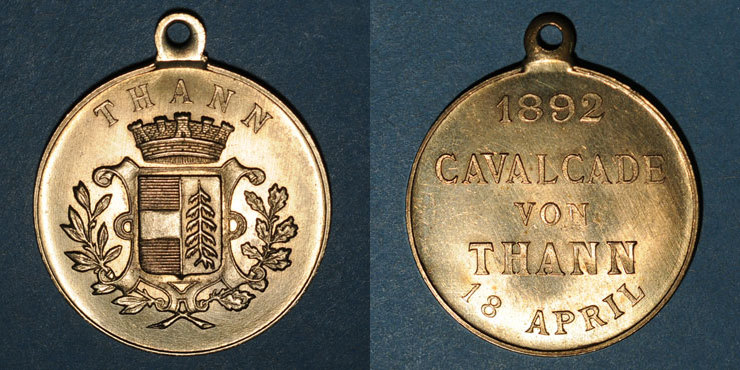 THANN
1892
CAVALCADE
VON
THANN
18 APRIL